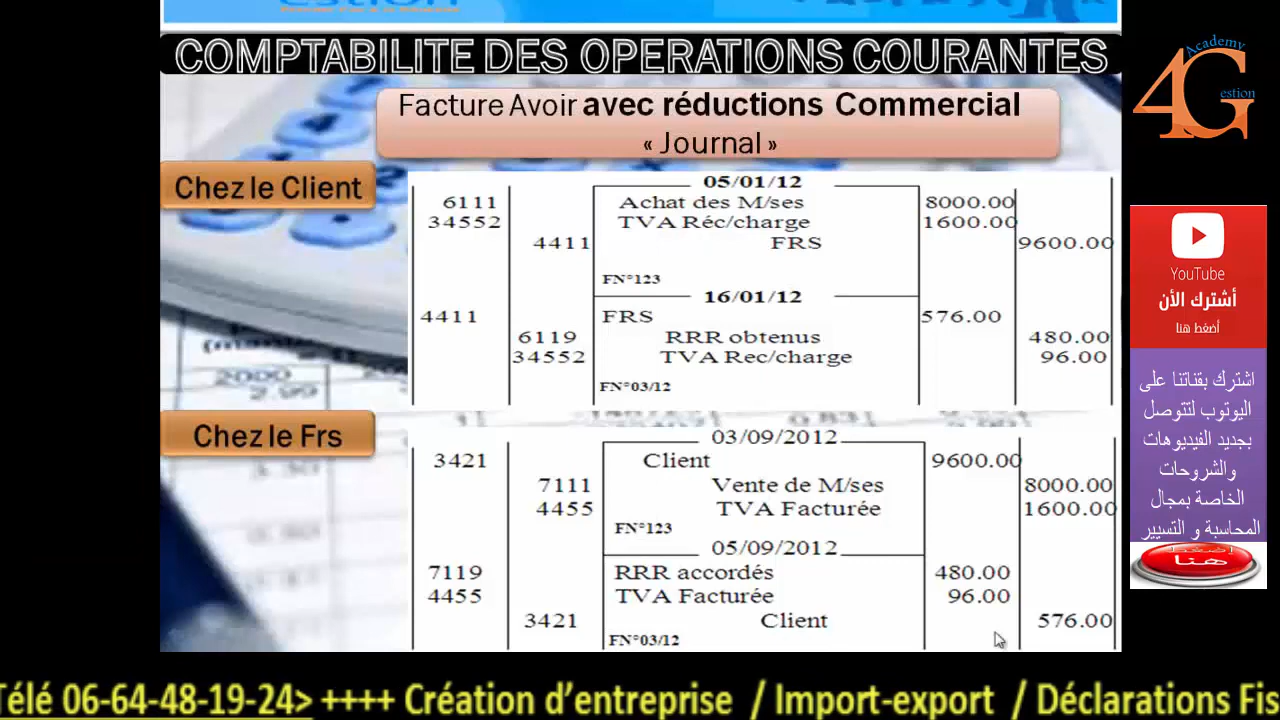 COMPTABILITE DES OPERATIONS COURANTES
Facture Avoir avec réductions Commercial
« Journal »
Chez le Client
05/01/12
6111 Achat des M/ses 8000.00
34552 TVA Réc/charge 1600.00
4411 FRS 9600.00
FN°123
16/01/12
4411 FRS 576.00
6119 RRR obtenus 480.00
34552 TVA Rec/charge 96.00
FN°03/12
Chez le Frs
03/09/2012
3421 Client 9600.00
7111 Vente de M/ses 8000.00
4455 TVA Facturée 1600.00
FN°123
05/09/2012
7119 RRR accordés 480.00
4455 TVA Facturée 96.00
3421 Client 576.00
FN°03/12
2000
2.99
4G
Academy
estion
YouTube
أشترك الأن
أضغط هنا
اشترك بقناتنا على
اليوتوب لتتوصل
بجديد الفيديوهات
والشروحات
الخاصة بمجال
المحاسبة و التسيير
إضغط
هنا
Télé 06-64-48-19-24> ++++ Création d’entreprise / Import-export / Déclarations Fis